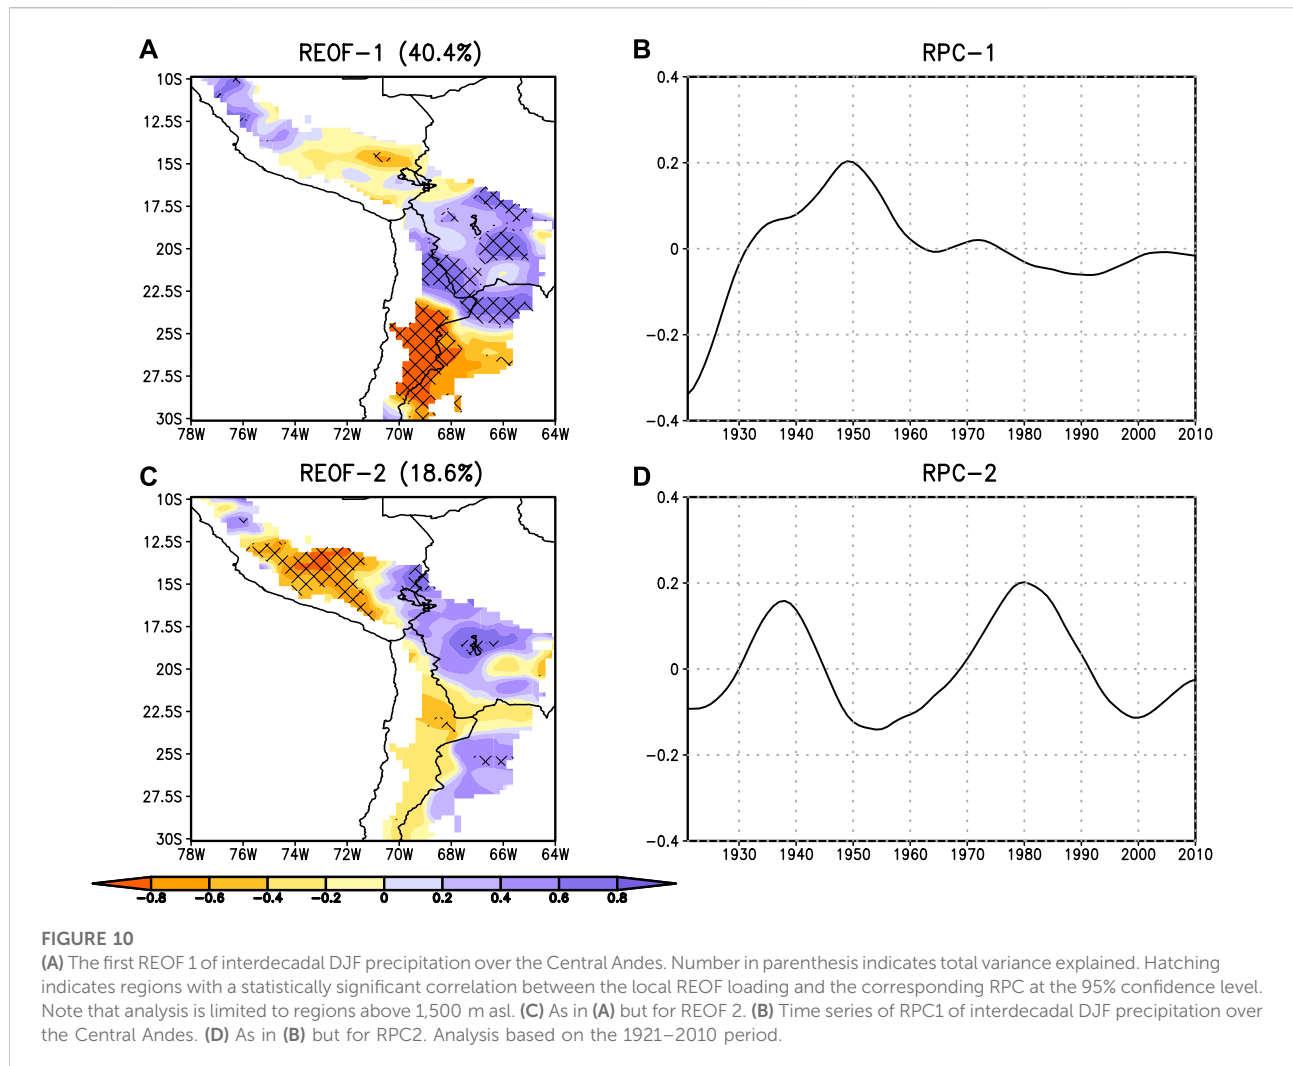 A
REOF-1 (40.4%)
10S
12.5S
15S
17.5S
20S
22.5S
25S
27.5S
30S
78W 76W 74W 72W 70W 68W 66W 64W
B
RPC-1
0.4
0.2
0
-0.2
-0.4
1930 1940 1950 1960 1970 1980 1990 2000 2010
C
REOF-2 (18.6%)
10S
12.5S
15S
17.5S
20S
22.5S
25S
27.5S
30S
78W 76W 74W 72W 70W 68W 66W 64W
D
RPC-2
0.4
0.2
0
-0.2
-0.4
1930 1940 1950 1960 1970 1980 1990 2000 2010
-0.8 -0.6 -0.4 -0.2 0 0.2 0.4 0.6 0.8
FIGURE 10
(A) The first REOF 1 of interdecadal DJF precipitation over the Central Andes. Number in parenthesis indicates total variance explained. Hatching
indicates regions with a statistically significant correlation between the local REOF loading and the corresponding RPC at the 95% confidence level.
Note that analysis is limited to regions above 1,500 m asl. (C) As in (A) but for REOF 2. (B) Time series of RPC1 of interdecadal DJF precipitation over
the Central Andes. (D) As in (B) but for RPC2. Analysis based on the 1921–2010 period.